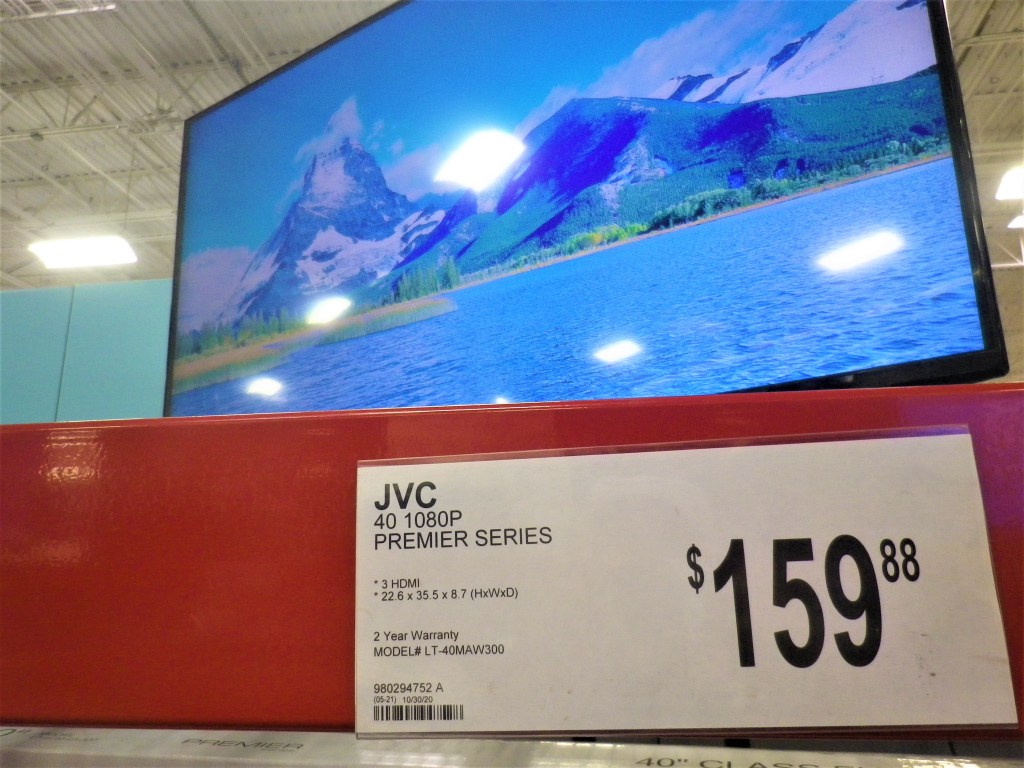 JVC
40 1080P
PREMIER SERIES
* 3 HDMI
* 22.6 x 35.5 x 8.7 (HxWxD)
2 Year Warranty
MODEL# LT-40MAW300
980294752 A
(05-21) 10/30/20
$159 88
PREMIER
40" CLASS